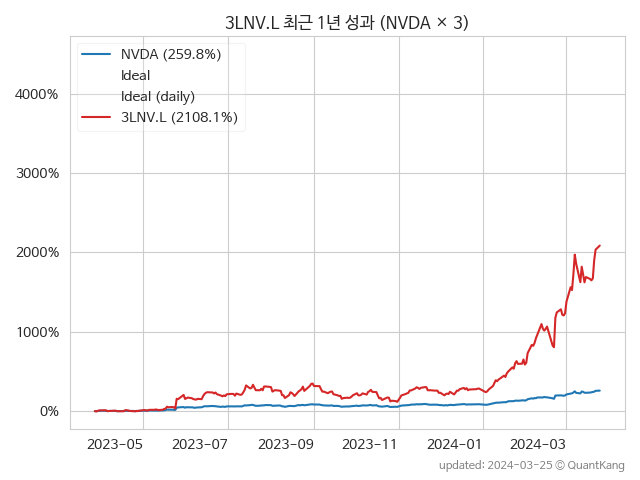 3LNV.L 최근 1년 성과 (NVDA × 3)
NVDA (259.8%)
Ideal
Ideal (daily)
3LNV.L (2108.1%)
4000%
3000%
2000%
1000%
0%
2023-05 2023-07 2023-09 2023-11 2024-01 2024-03
updated: 2024-03-25 © QuantKang